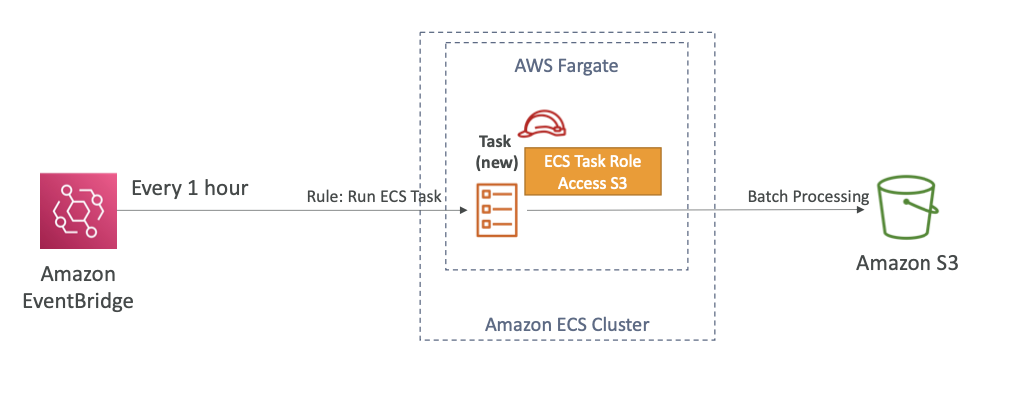 AWS Fargate
Task
(new)
ECS Task Role
Access S3
Every 1 hour
Rule: Run ECS Task
Batch Processing
Amazon
EventBridge
Amazon S3
Amazon ECS Cluster